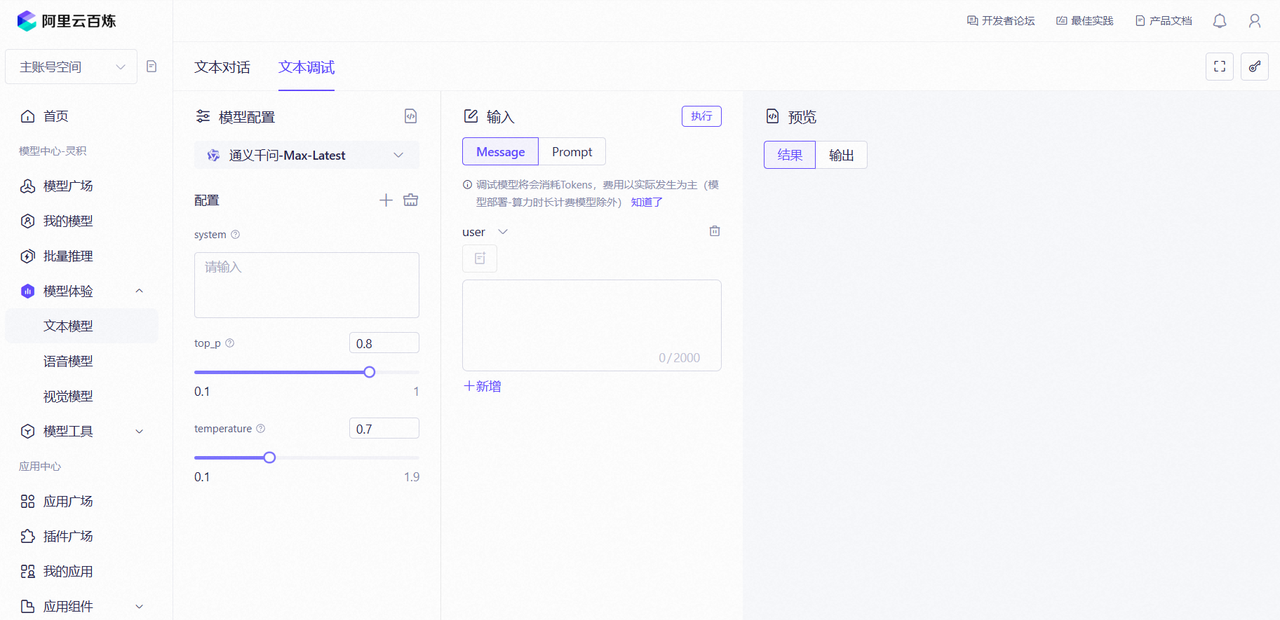 阿里云百炼
开发者论坛
最佳实践
产品文档
主账号空间
首页
模型中心-灵积
模型广场
我的模型
批量推理
模型体验
文本模型
语音模型
视觉模型
模型工具
应用中心
应用广场
插件广场
我的应用
应用组件
文本对话
文本调试
模型配置
通义千问-Max-Latest
配置
system
请输入
top_p
0.8
0.1
1
temperature
0.7
0.1
1.9
输入
执行
Message
Prompt
调试模型将会消耗Tokens，费用以实际发生为主（模
型部署-算力时长计费模型除外） 知道了
user
0/2000
新增
预览
结果
输出